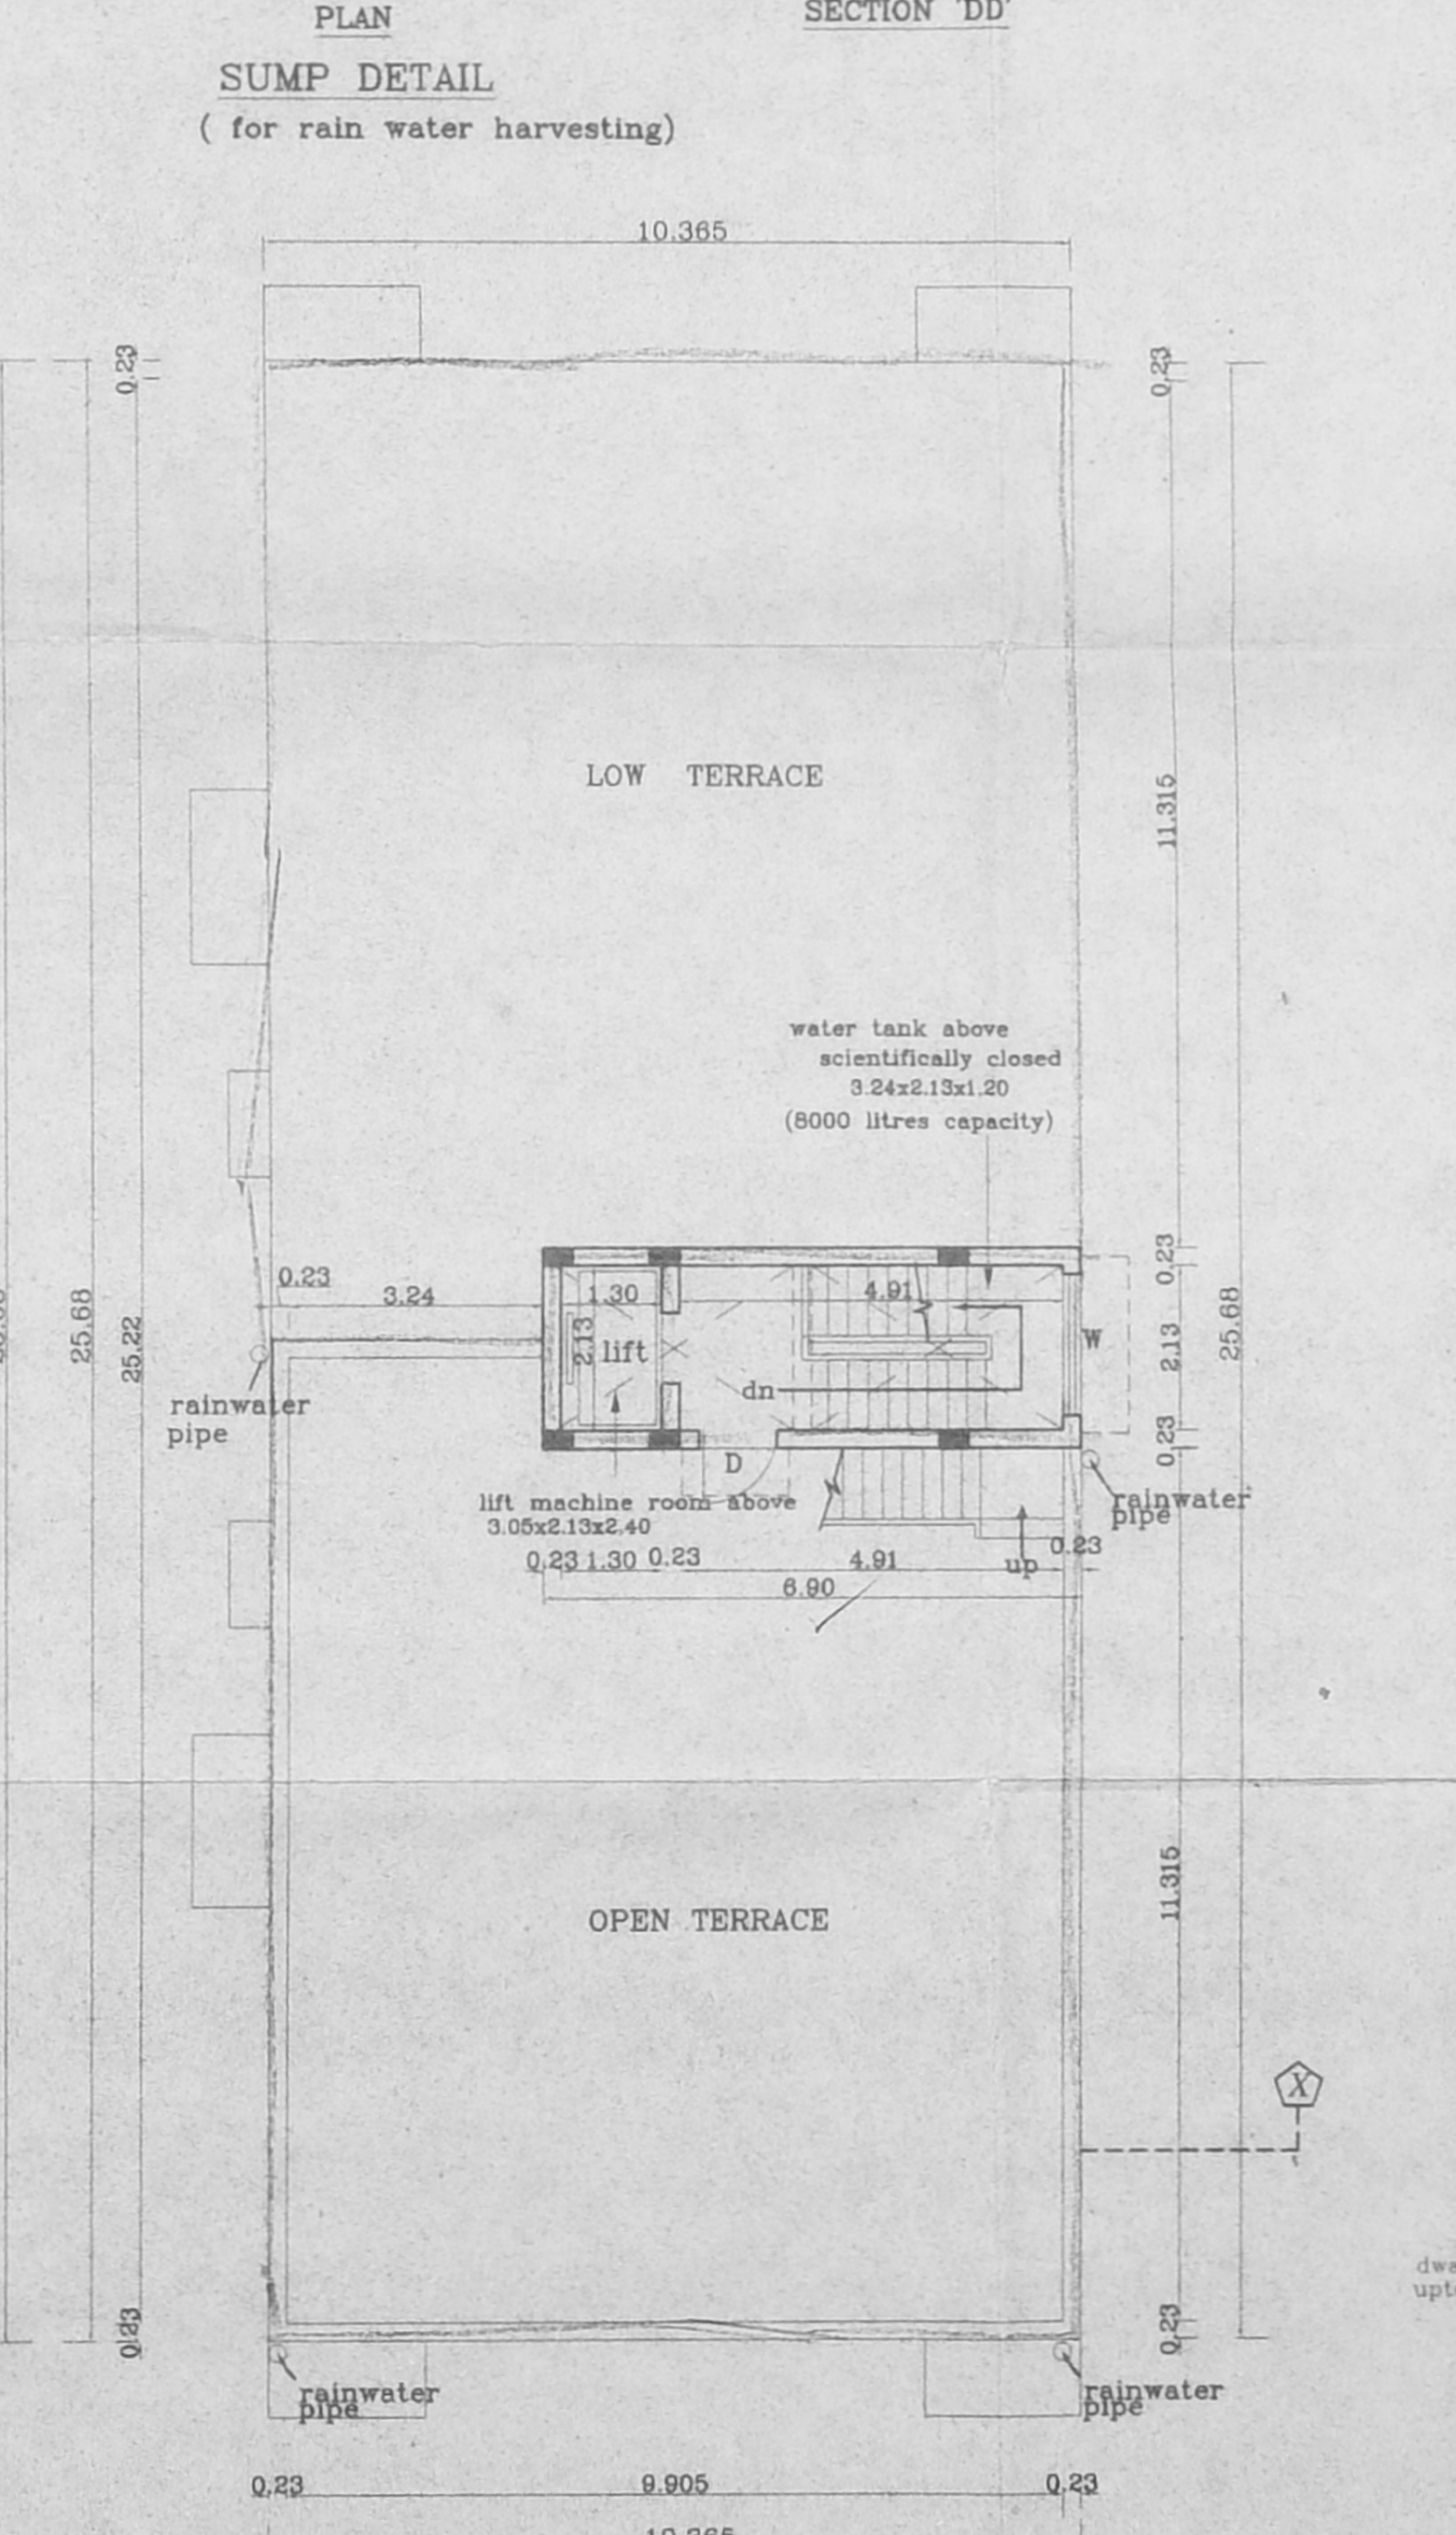 PLAN
SECTION 'DD'
SUMP DETAIL
( for rain water harvesting)
10.365
0.23
0.23
LOW TERRACE
11.315
water tank above
scientifically closed
3.24x2.13x1.20
(8000 litres capacity)
0.23
3.24
1.30
4.91
0.23
25.68
25.22
2.13
lift
W
2.13
25.68
dn
rainwater
pipe
D
0.23
lift machine room above
3.05x2.13x2.40
rainwater
pipe
0.23 1.30 0.23
4.91
up
0.23
6.90
OPEN TERRACE
11.315
X
dwa
upto
0.23
0.23
rainwater
pipe
rainwater
pipe
0.23
9.905
0.23
10.365